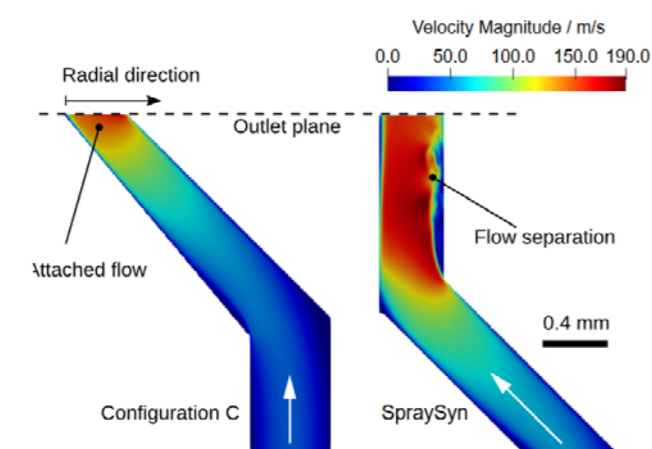 Velocity Magnitude / m/s
0.0 50.0 100.0 150.0 190.0
Radial direction
Outlet plane
Flow separation
Attached flow
0.4 mm
Configuration C
SpraySyn